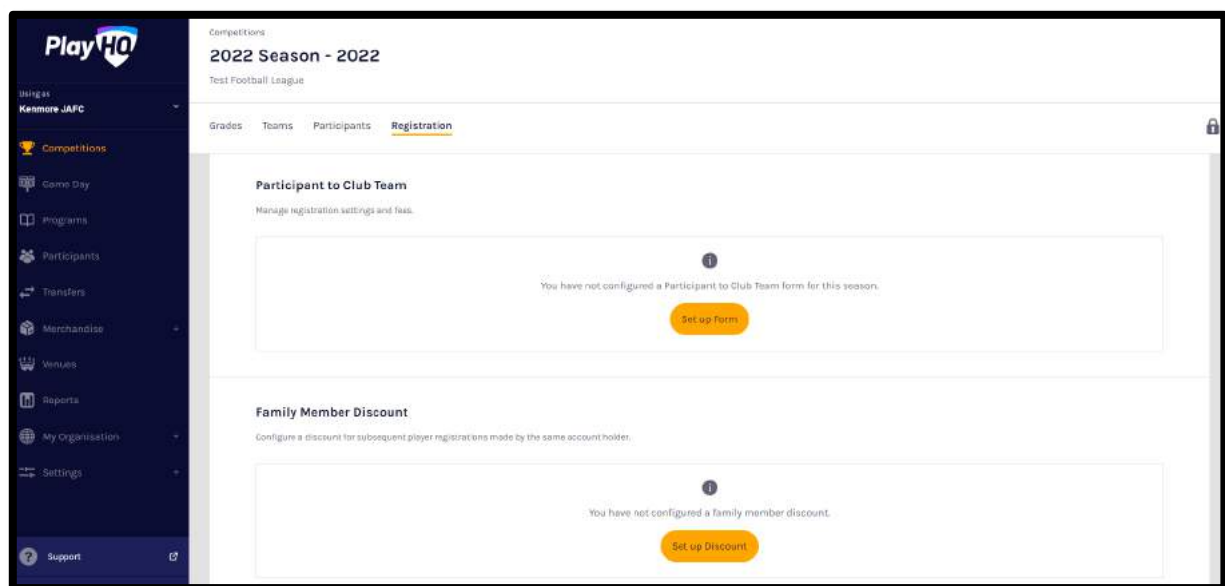 PlayHQ
Using as
Kenmore JAFC
Competitions
Game Day
Programs
Participants
Transfers
Merchandise
Venues
Reports
My Organisation
Settings
Support
Competitions
2022 Season - 2022
Test Football League
Grades Teams Participants Registration
Participant to Club Team
Manage registration settings and fees.
You have not configured a Participant to Club Team form for this season.
Set up Form
Family Member Discount
Configure a discount for subsequent player registrations made by the same account holder.
You have not configured a family member discount.
Set up Discount